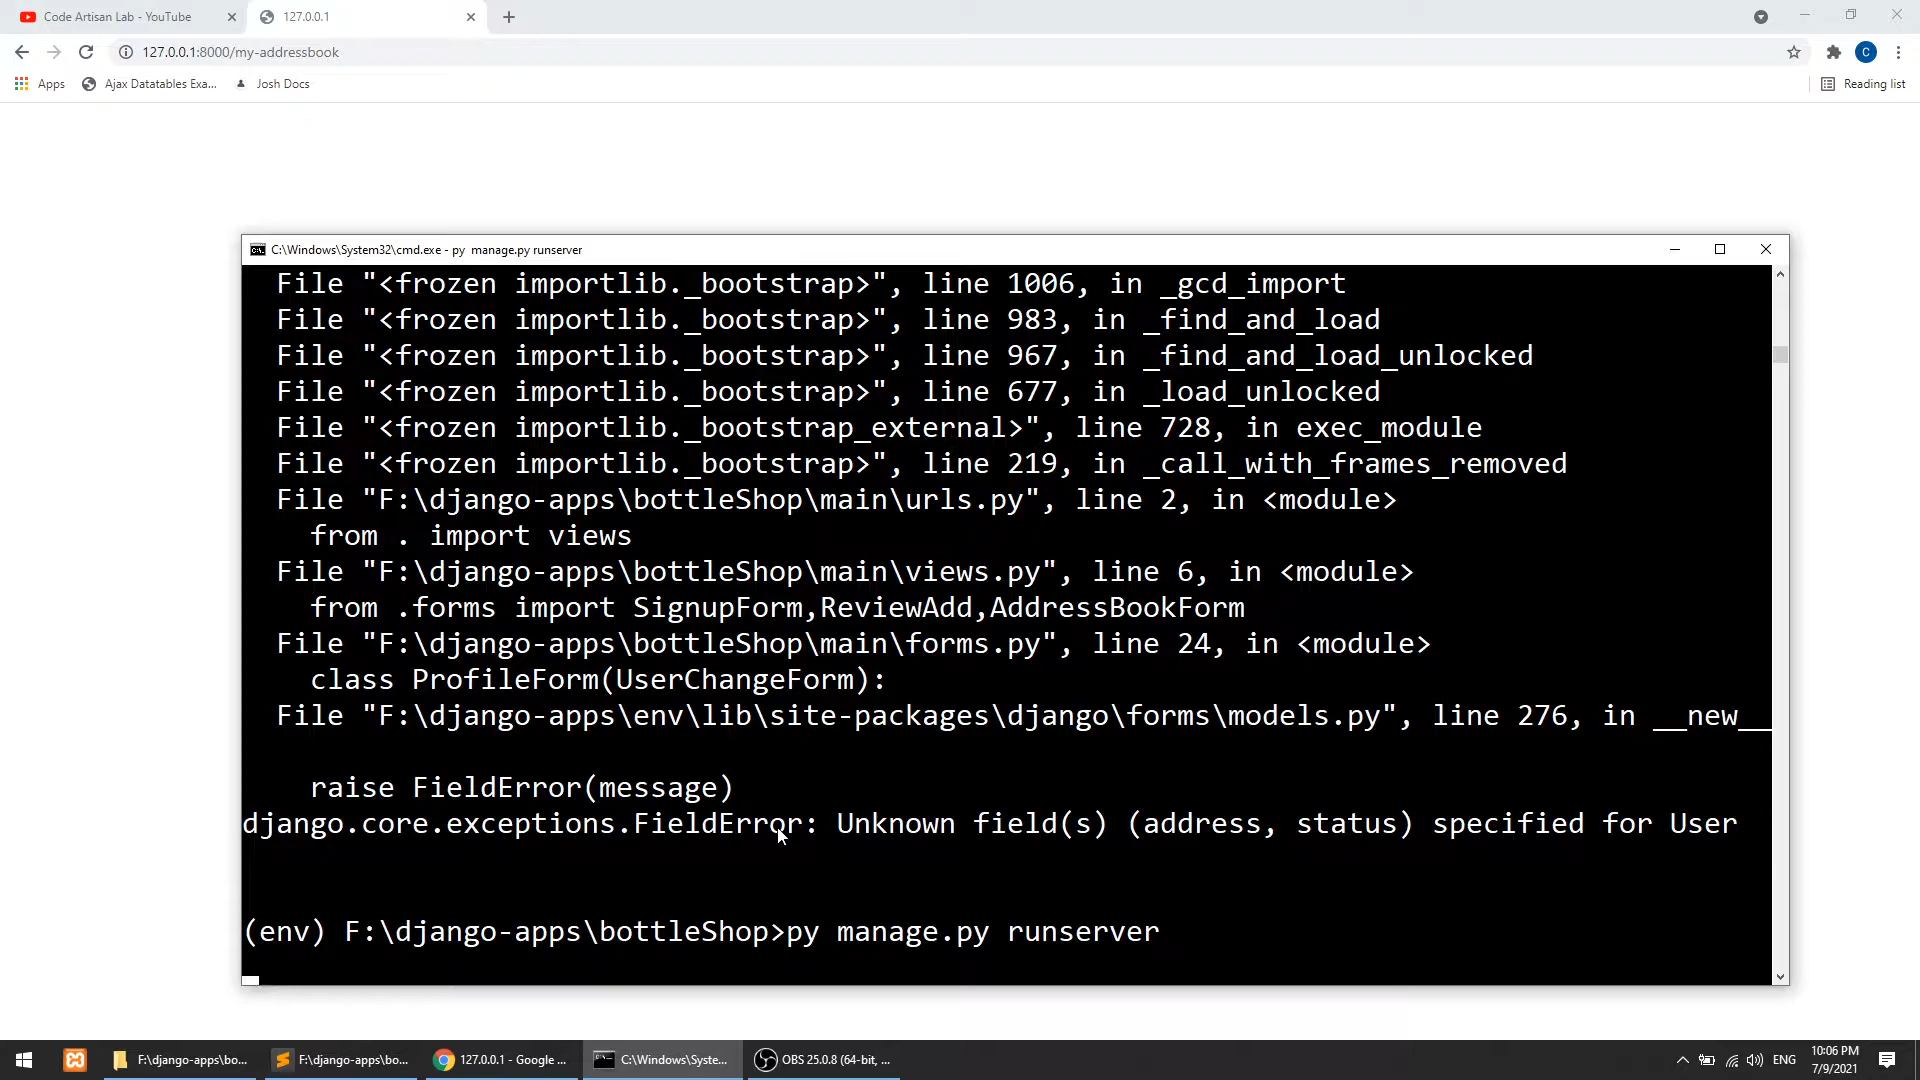 Code Artisan Lab - YouTube
127.0.0.1
127.0.0.1:8000/my-addressbook
C
Apps
Ajax Datatables Exa...
Josh Docs
Reading list
C:\Windows\System32\cmd.exe - py  manage.py runserver
File "<frozen importlib._bootstrap>", line 1006, in _gcd_import
File "<frozen importlib._bootstrap>", line 983, in _find_and_load
File "<frozen importlib._bootstrap>", line 967, in _find_and_load_unlocked
File "<frozen importlib._bootstrap>", line 677, in _load_unlocked
File "<frozen importlib._bootstrap_external>", line 728, in exec_module
File "<frozen importlib._bootstrap>", line 219, in _call_with_frames_removed
File "F:\django-apps\bottleShop\main\urls.py", line 2, in <module>
from . import views
File "F:\django-apps\bottleShop\main\views.py", line 6, in <module>
from .forms import SignupForm,ReviewAdd,AddressBookForm
File "F:\django-apps\bottleShop\main\forms.py", line 24, in <module>
class ProfileForm(UserChangeForm):
File "F:\django-apps\env\lib\site-packages\django\forms\models.py", line 276, in __new__
raise FieldError(message)
django.core.exceptions.FieldError: Unknown field(s) (address, status) specified for User
(env) F:\django-apps\bottleShop>py manage.py runserver
F:\django-apps\bo...
F:\django-apps\bo...
127.0.0.1 - Google ...
C:\Windows\Syste...
OBS 25.0.8 (64-bit, ...
ENG
10:06 PM
7/9/2021